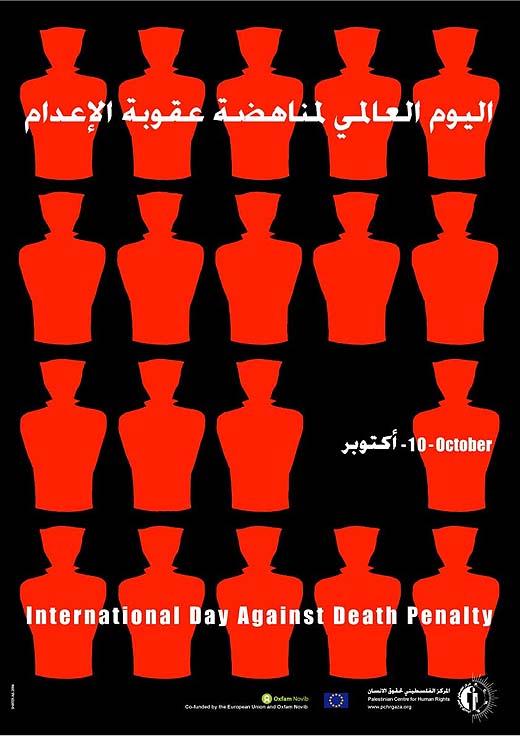 اليوم العالمي لمناهضة عقوبة الإعدام
أكتوبر -10-October
International Day Against Death Penalty
Oxfam Novib
Co-funded by the European Union and Oxfam Novib
المركز الفلسطيني لحقوق الانسان
Palestinian Centre for Human Rights
www.pchrgaza.org